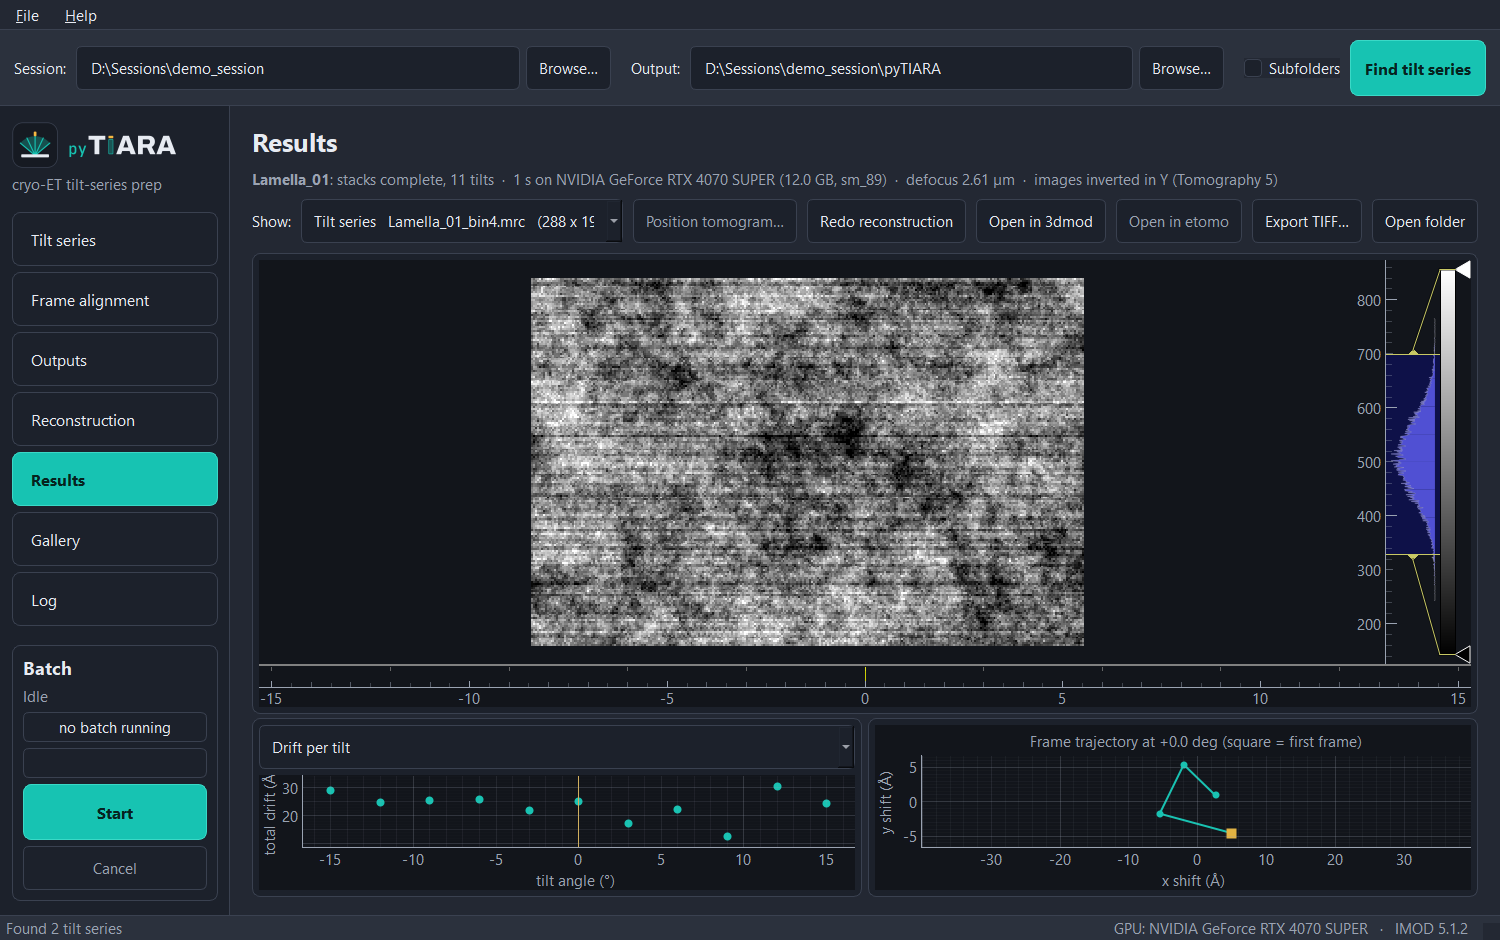 File Help
Session: D:\Sessions\demo_session Browse... Output: D:\Sessions\demo_session\pyTIARA Browse... Subfolders Find tilt series
pyTiARA
cryo-ET tilt-series prep
Tilt series
Frame alignment
Outputs
Reconstruction
Results
Gallery
Log
Batch
Idle
no batch running
Start
Cancel
Results
Lamella_01: stacks complete, 11 tilts · 1 s on NVIDIA GeForce RTX 4070 SUPER (12.0 GB, sm_89) · defocus 2.61 µm · images inverted in Y (Tomography 5)
Show: Tilt series Lamella_01_bin4.mrc (288 x 19 Position tomogram... Redo reconstruction Open in 3dmod Open in etomo Export TIFF... Open folder
800
700
600
500
400
300
200
-15 -10 -5 0 5 10 15
Drift per tilt
total drift (Å
30
20
-15 -10 -5 0 5 10 15
tilt angle (°)
Frame trajectory at +0.0 deg (square = first frame)
y shift (Å)
5
0
-5
-30 -20 -10 0 10 20 30
x shift (Å)
Found 2 tilt series GPU: NVIDIA GeForce RTX 4070 SUPER · IMOD 5.1.2